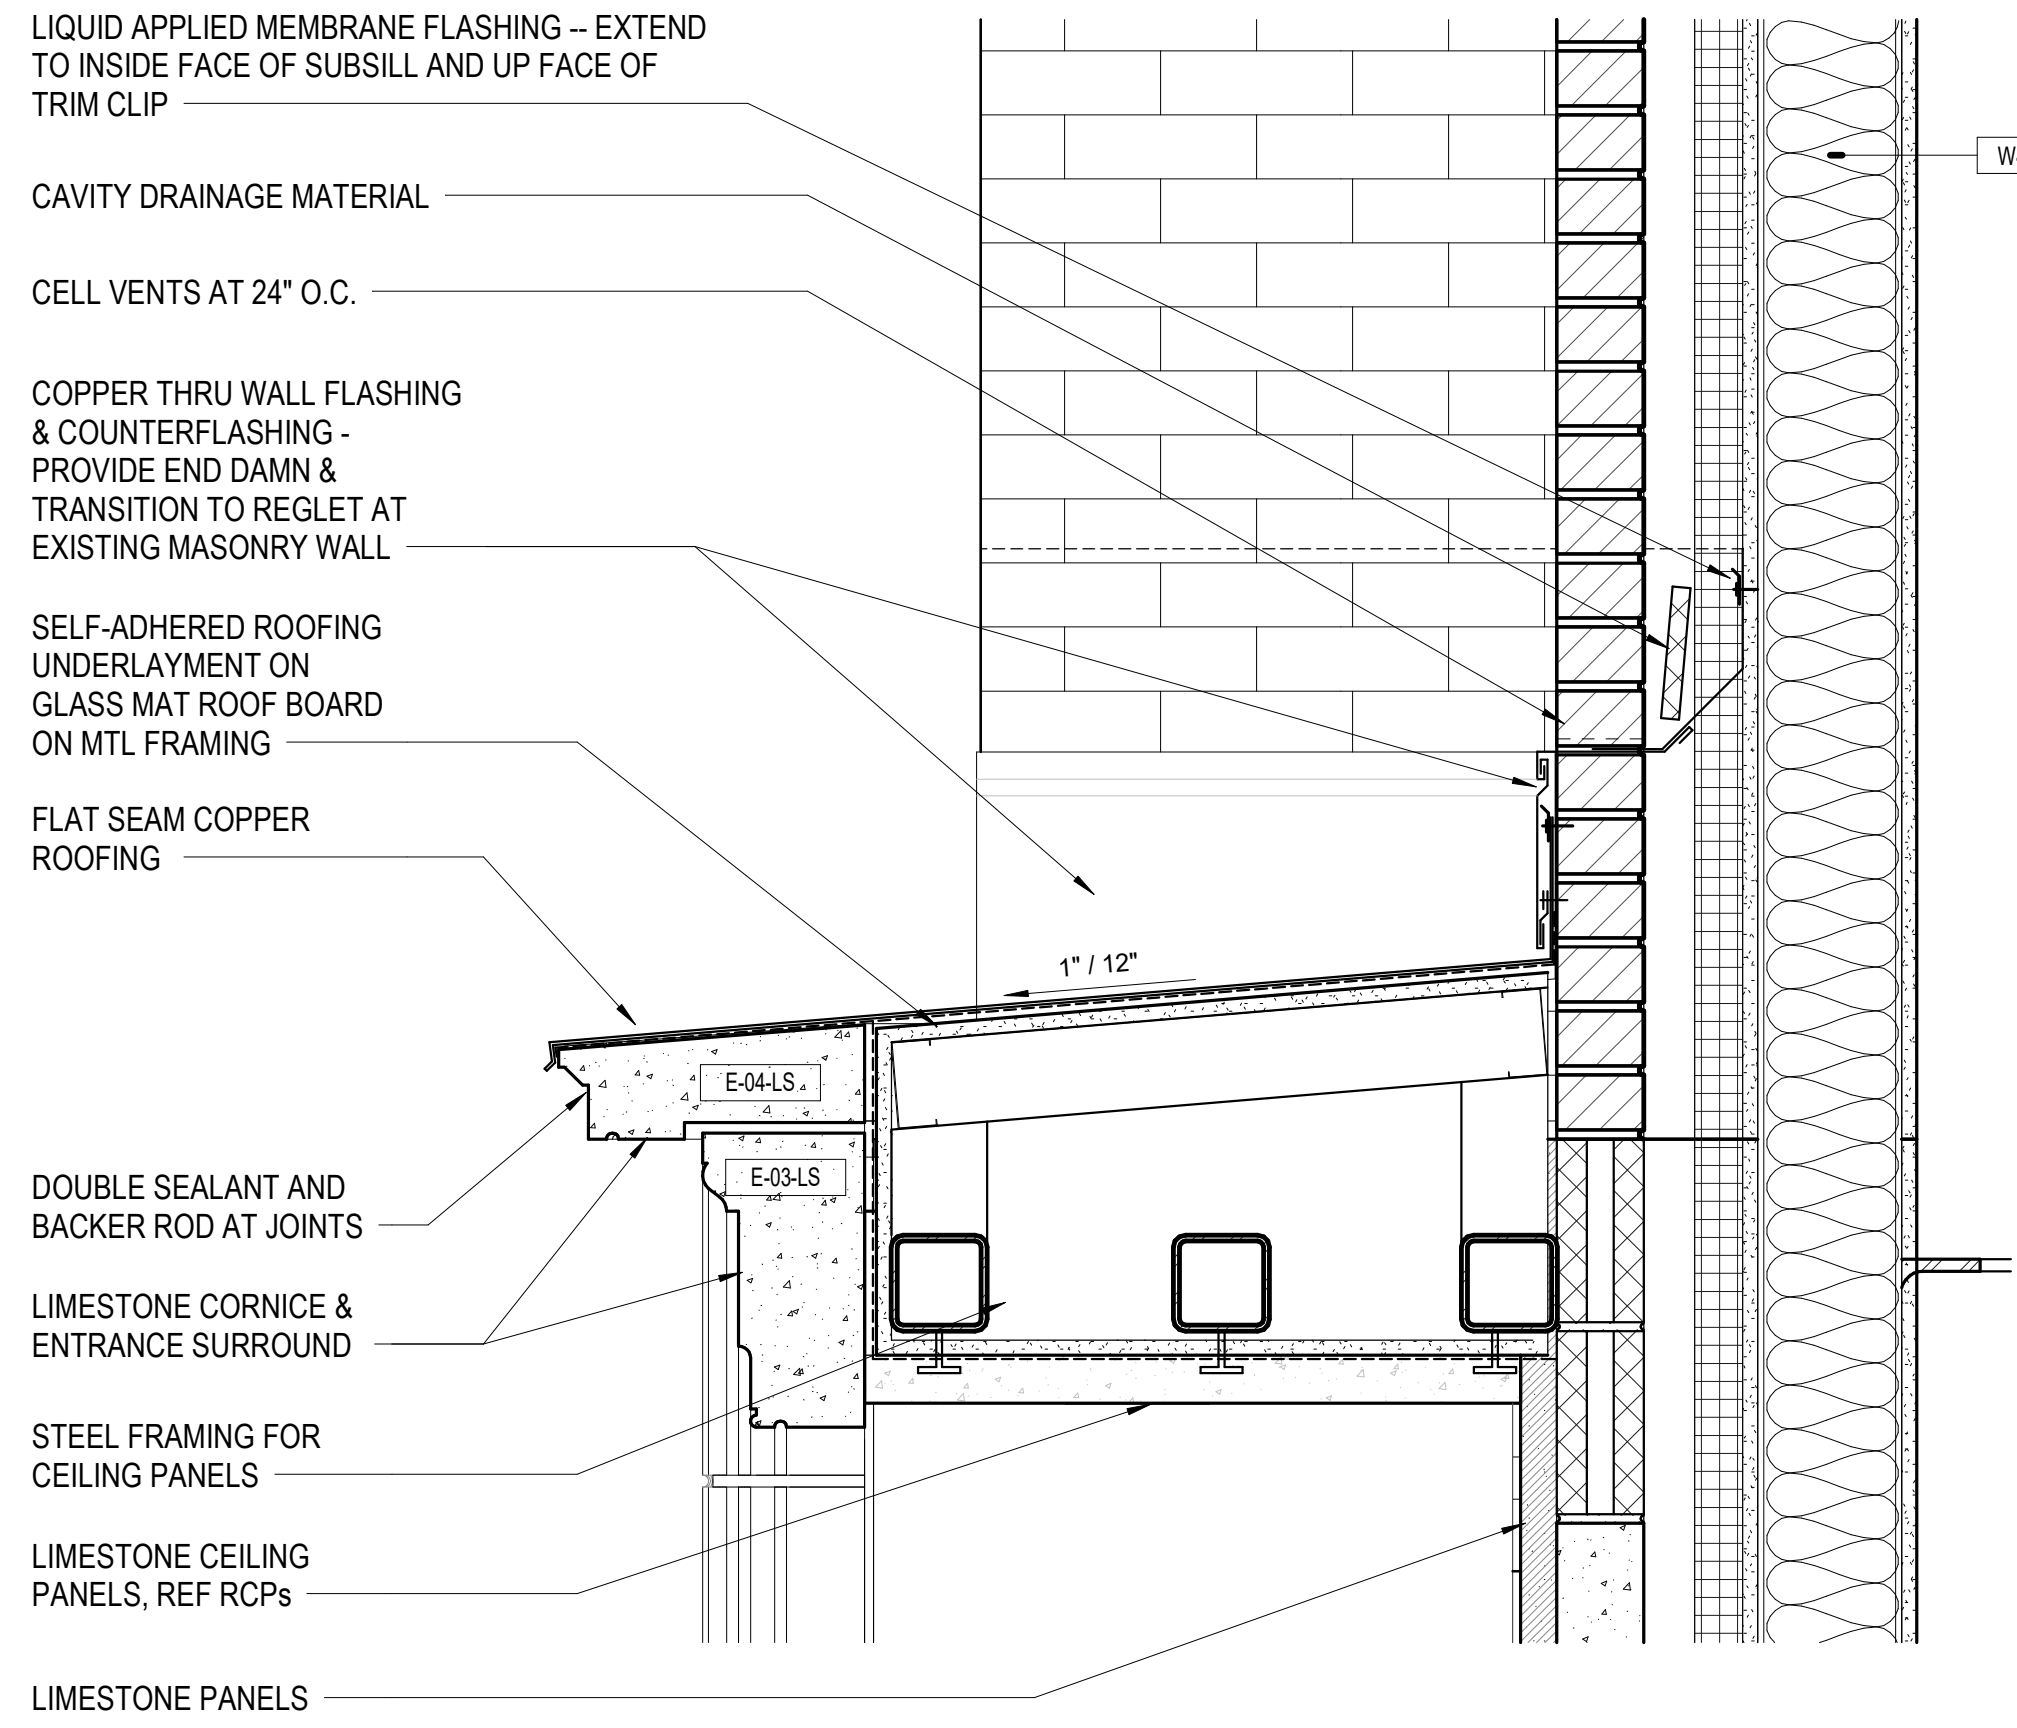 LIQUID APPLIED MEMBRANE FLASHING -- EXTEND
TO INSIDE FACE OF SUBSILL AND UP FACE OF
TRIM CLIP
CAVITY DRAINAGE MATERIAL
CELL VENTS AT 24" O.C.
COPPER THRU WALL FLASHING
& COUNTERFLASHING -
PROVIDE END DAMN &
TRANSITION TO REGLET AT
EXISTING MASONRY WALL
SELF-ADHERED ROOFING
UNDERLAYMENT ON
GLASS MAT ROOF BOARD
ON MTL FRAMING
FLAT SEAM COPPER
ROOFING
1" / 12"
E-04-LS
E-03-LS
DOUBLE SEALANT AND
BACKER ROD AT JOINTS
LIMESTONE CORNICE &
ENTRANCE SURROUND
STEEL FRAMING FOR
CEILING PANELS
LIMESTONE CEILING
PANELS, REF RCPs
LIMESTONE PANELS